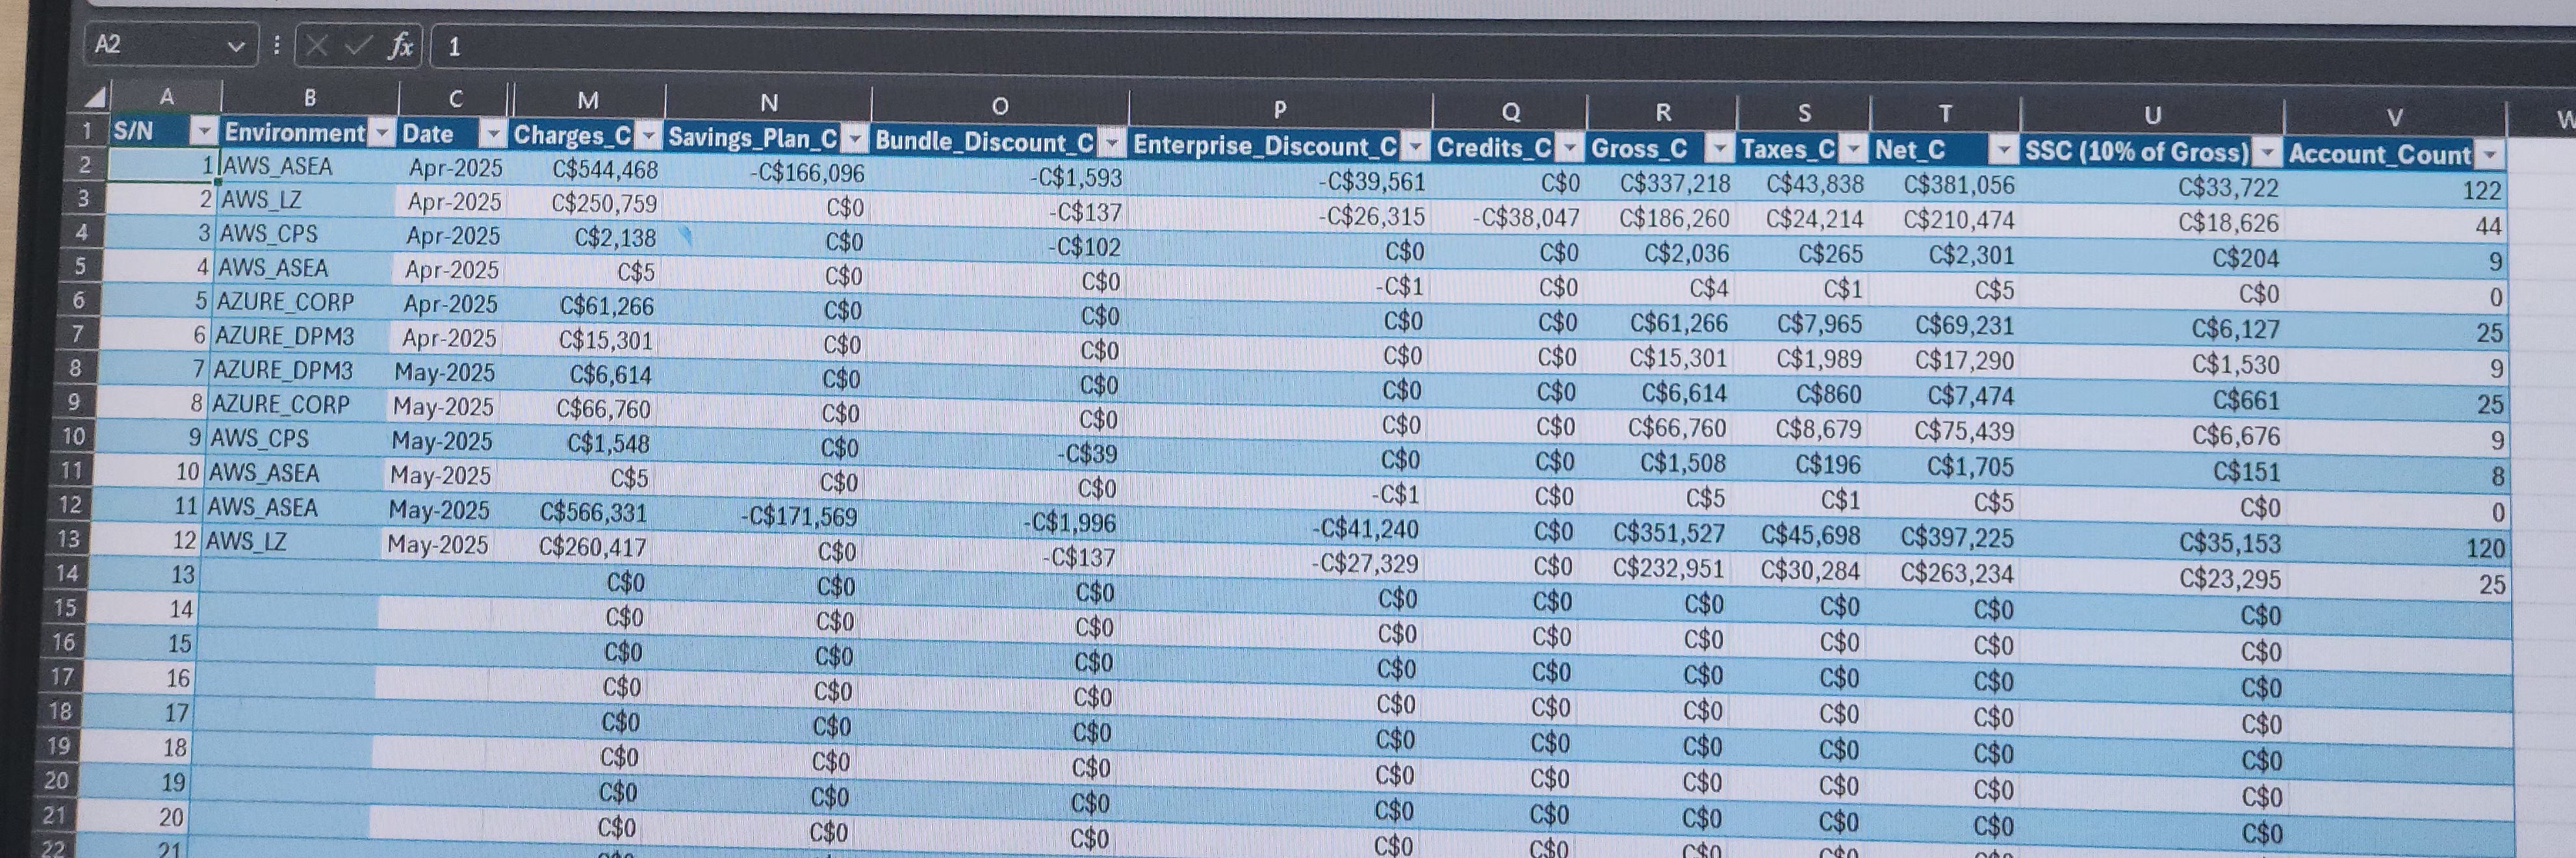 A2 fx 1
A B C M N O P Q R S T U V W
1 S/N Environment Date Charges_C Savings_Plan_C Bundle_Discount_C Enterprise_Discount_C Credits_C Gross_C Taxes_C Net_C SSC (10% of Gross) Account_Count
2 1 AWS_ASEA Apr-2025 C$544,468 -C$166,096 -C$1,593 -C$39,561 C$0 C$337,218 C$43,838 C$381,056 C$33,722 122
3 2 AWS_LZ Apr-2025 C$250,759 C$0 -C$137 -C$26,315 -C$38,047 C$186,260 C$24,214 C$210,474 C$18,626 44
4 3 AWS_CPS Apr-2025 C$2,138 C$0 -C$102 C$0 C$0 C$2,036 C$265 C$2,301 C$204 9
5 4 AWS_ASEA Apr-2025 C$5 C$0 C$0 -C$1 C$0 C$4 C$1 C$5 C$0 0
6 5 AZURE_CORP Apr-2025 C$61,266 C$0 C$0 C$0 C$0 C$61,266 C$7,965 C$69,231 C$6,127 25
7 6 AZURE_DPM3 Apr-2025 C$15,301 C$0 C$0 C$0 C$0 C$15,301 C$1,989 C$17,290 C$1,530 9
8 7 AZURE_DPM3 May-2025 C$6,614 C$0 C$0 C$0 C$0 C$6,614 C$860 C$7,474 C$661 25
9 8 AZURE_CORP May-2025 C$66,760 C$0 C$0 C$0 C$0 C$66,760 C$8,679 C$75,439 C$6,676 9
10 9 AWS_CPS May-2025 C$1,548 C$0 -C$39 C$0 C$0 C$1,508 C$196 C$1,705 C$151 8
11 10 AWS_ASEA May-2025 C$5 C$0 C$0 -C$1 C$0 C$5 C$1 C$5 C$0 0
12 11 AWS_ASEA May-2025 C$566,331 -C$171,569 -C$1,996 -C$41,240 C$0 C$351,527 C$45,698 C$397,225 C$35,153 120
13 12 AWS_LZ May-2025 C$260,417 C$0 -C$137 -C$27,329 C$0 C$232,951 C$30,284 C$263,234 C$23,295 25
14 13 C$0 C$0 C$0 C$0 C$0 C$0 C$0 C$0 C$0
15 14 C$0 C$0 C$0 C$0 C$0 C$0 C$0 C$0 C$0
16 15 C$0 C$0 C$0 C$0 C$0 C$0 C$0 C$0 C$0
17 16 C$0 C$0 C$0 C$0 C$0 C$0 C$0 C$0 C$0
18 17 C$0 C$0 C$0 C$0 C$0 C$0 C$0 C$0 C$0
19 18 C$0 C$0 C$0 C$0 C$0 C$0 C$0 C$0 C$0
20 19 C$0 C$0 C$0 C$0 C$0 C$0 C$0 C$0 C$0
21 20 C$0 C$0 C$0 C$0 C$0 C$0 C$0 C$0 C$0
22 21